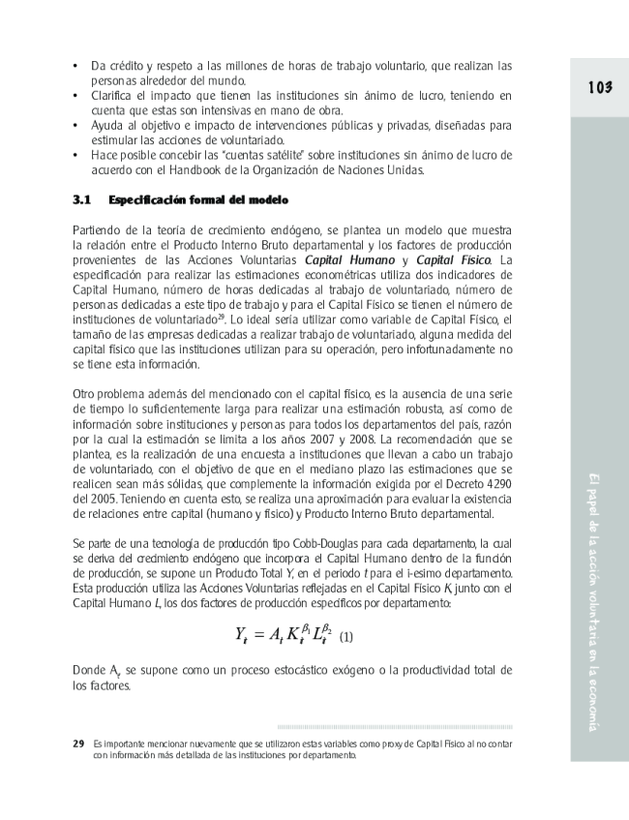 • Da crédito y respeto a las millones de horas de trabajo voluntario, que realizan las
personas alrededor del mundo.
• Clarifica el impacto que tienen las instituciones sin ánimo de lucro, teniendo en
cuenta que estas son intensivas en mano de obra.
• Ayuda al objetivo e impacto de intervenciones públicas y privadas, diseñadas para
estimular las acciones de voluntariado.
• Hace posible concebir las “cuentas satélite” sobre instituciones sin ánimo de lucro de
acuerdo con el Handbook de la Organización de Naciones Unidas.
3.1 Especificación formal del modelo
Partiendo de la teoría de crecimiento endógeno, se plantea un modelo que muestra
la relación entre el Producto Interno Bruto departamental y los factores de producción
provenientes de las Acciones Voluntarias Capital Humano y Capital Físico. La
especificación para realizar las estimaciones econométricas utiliza dos indicadores de
Capital Humano, número de horas dedicadas al trabajo de voluntariado, número de
personas dedicadas a este tipo de trabajo y para el Capital Físico se tienen el número de
instituciones de voluntariado²⁹. Lo ideal sería utilizar como variable de Capital Físico, el
tamaño de las empresas dedicadas a realizar trabajo de voluntariado, alguna medida del
capital físico que las instituciones utilizan para su operación, pero infortunadamente no
se tiene esta información.
Otro problema además del mencionado con el capital físico, es la ausencia de una serie
de tiempo lo suficientemente larga para realizar una estimación robusta, así como de
información sobre instituciones y personas para todos los departamentos del país, razón
por la cual la estimación se limita a los años 2007 y 2008. La recomendación que se
plantea, es la realización de una encuesta a instituciones que llevan a cabo un trabajo
de voluntariado, con el objetivo de que en el mediano plazo las estimaciones que se
realicen sean más sólidas, que complemente la información exigida por el Decreto 4290
del 2005. Teniendo en cuenta esto, se realiza una aproximación para evaluar la existencia
de relaciones entre capital (humano y físico) y Producto Interno Bruto departamental.
Se parte de una tecnología de producción tipo Cobb-Douglas para cada departamento, la cual
se deriva del crecimiento endógeno que incorpora el Capital Humano dentro de la función
de producción, se supone un Producto Total Y, en el periodo t para el i-esimo departamento.
Esta producción utiliza las Acciones Voluntarias reflejadas en el Capital Físico K, junto con el
Capital Humano L, los dos factores de producción específicos por departamento:
Yₜ = Aₜ Kₜ^β₁ Lₜ^β₂ (1)
Donde Aₜ, se supone como un proceso estocástico exógeno o la productividad total de
los factores.
29 Es importante mencionar nuevamente que se utilizaron estas variables como proxy de Capital Físico al no contar
con información más detallada de las instituciones por departamento.
103
El papel de la acción voluntaria en la economía